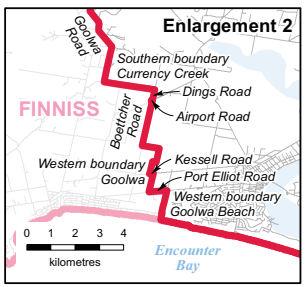 Enlargement 2
Goolwa
Road
Southern boundary
Currency Creek
Dings Road
FINNISS
Airport Road
Boettcher
Road
Kessell Road
Western boundary
Goolwa
Port Elliot Road
Western boundary
Goolwa Beach
0 1 2 3 4
kilometres
Encounter
Bay